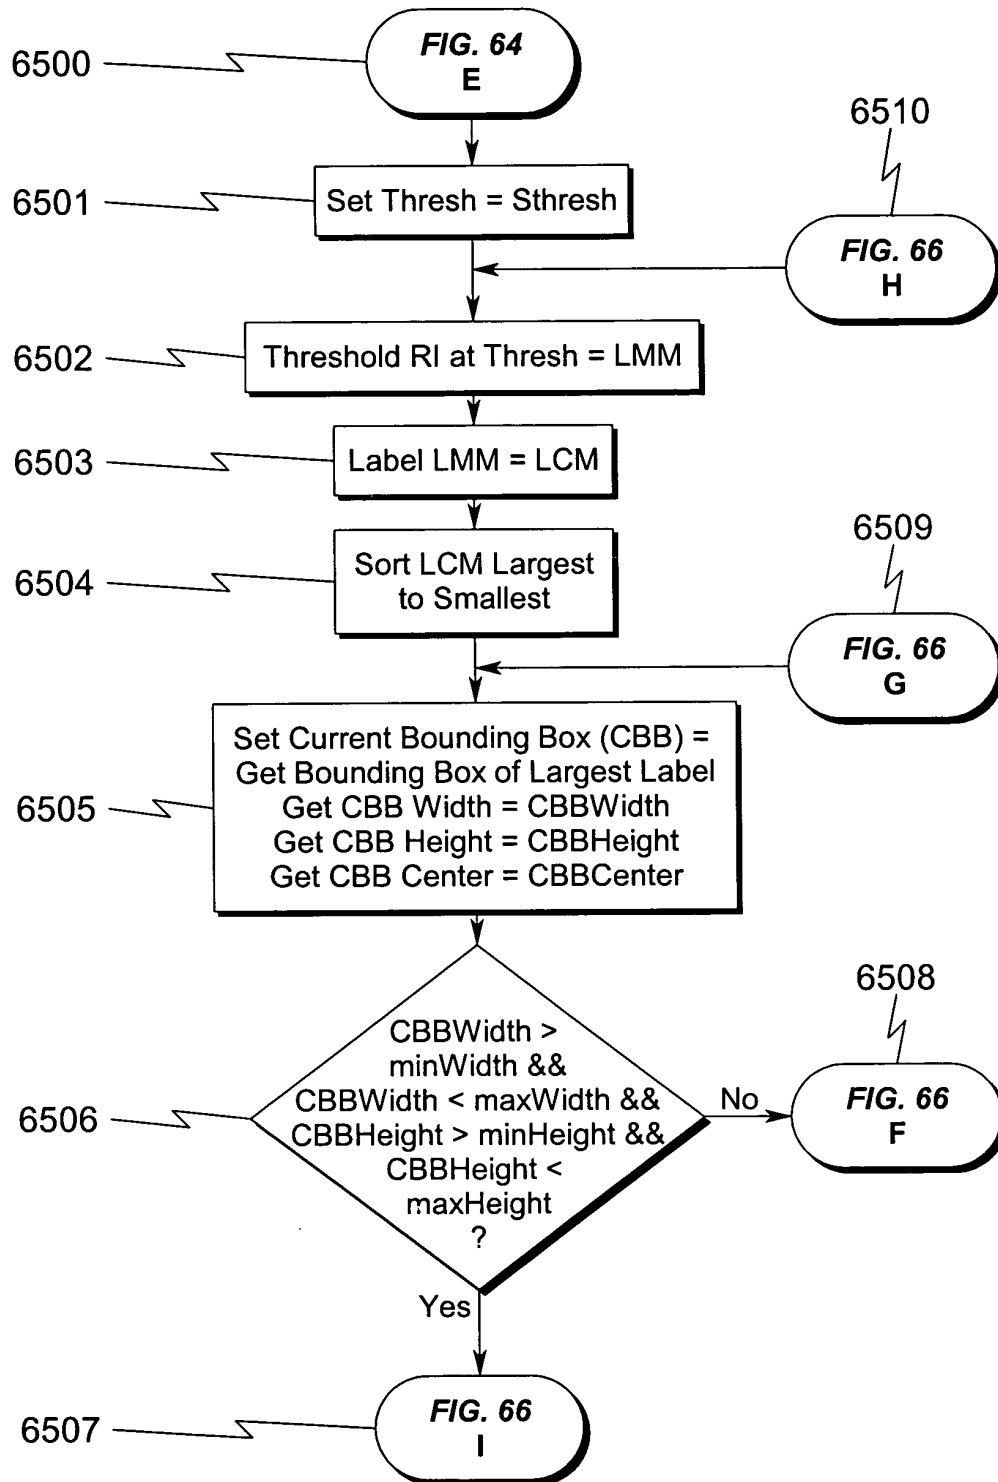 6500
FIG. 64
E
6510
6501
Set Thresh = Sthresh
FIG. 66
H
6502
Threshold RI at Thresh = LMM
6503
Label LMM = LCM
6509
6504
Sort LCM Largest
to Smallest
FIG. 66
G
6505
Set Current Bounding Box (CBB) =
Get Bounding Box of Largest Label
Get CBB Width = CBBWidth
Get CBB Height = CBBHeight
Get CBB Center = CBBCenter
6508
6506
CBBWidth >
minWidth &&
CBBWidth < maxWidth &&
CBBHeight > minHeight &&
CBBHeight <
maxHeight
?
No
FIG. 66
F
Yes
6507
FIG. 66
I